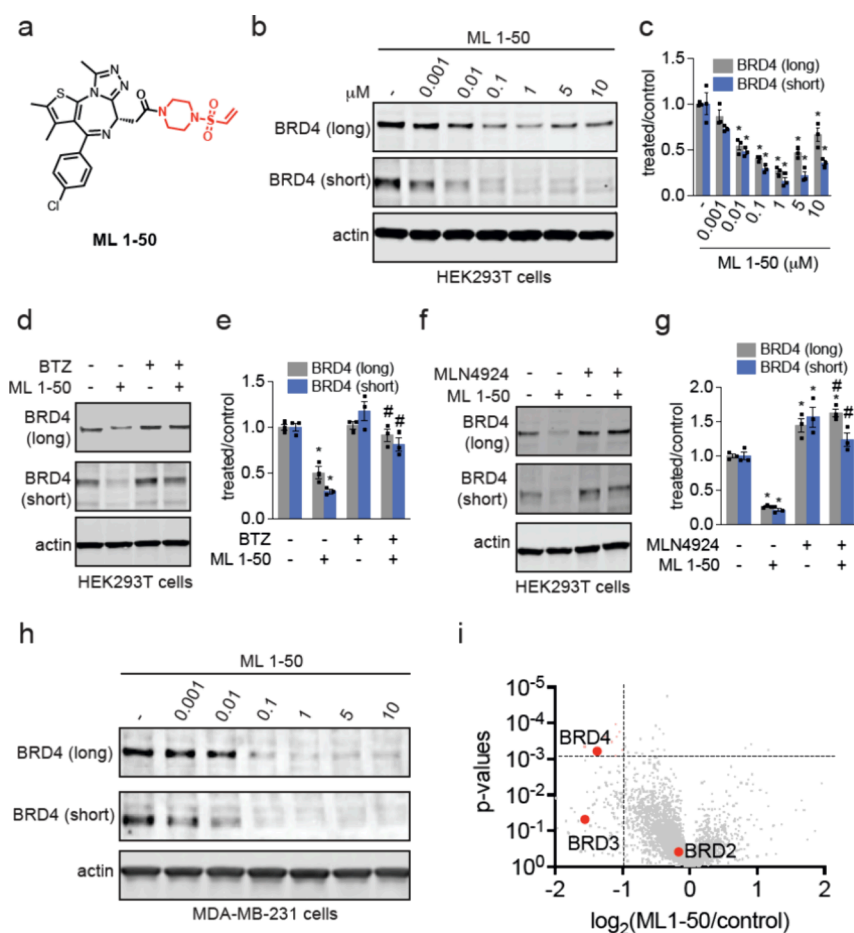 a
N
N
N
N
S
O
N
N
S
O
O
Cl
ML 1-50
b
ML 1-50
μM
- 0.001 0.01 0.1 1 5 10
BRD4 (long)
BRD4 (short)
actin
HEK293T cells
c
BRD4 (long)
BRD4 (short)
treated/control
1.5
1.0
0.5
0.0
* * * * * * * * * *
- 0.001 0.01 0.1 1 5 10
ML 1-50 (μM)
d
BTZ - - + +
ML 1-50 - + - +
BRD4 (long)
BRD4 (short)
actin
HEK293T cells
e
BRD4 (long)
BRD4 (short)
treated/control
1.5
1.0
0.5
0.0
* *
# #
BTZ - - + +
ML 1-50 - + - +
f
MLN4924 - - + +
ML 1-50 - + - +
BRD4 (long)
BRD4 (short)
actin
HEK293T cells
g
BRD4 (long)
BRD4 (short)
treated/control
2.0
1.5
1.0
0.5
0.0
* * * * # * #
MLN4924 - - + +
ML 1-50 - + - +
h
ML 1-50
- 0.001 0.01 0.1 1 5 10
BRD4 (long)
BRD4 (short)
actin
MDA-MB-231 cells
i
p-values
10-5
10-4
10-3
10-2
10-1
100
BRD4
BRD3
BRD2
-2 -1 0 1 2
log2(ML1-50/control)